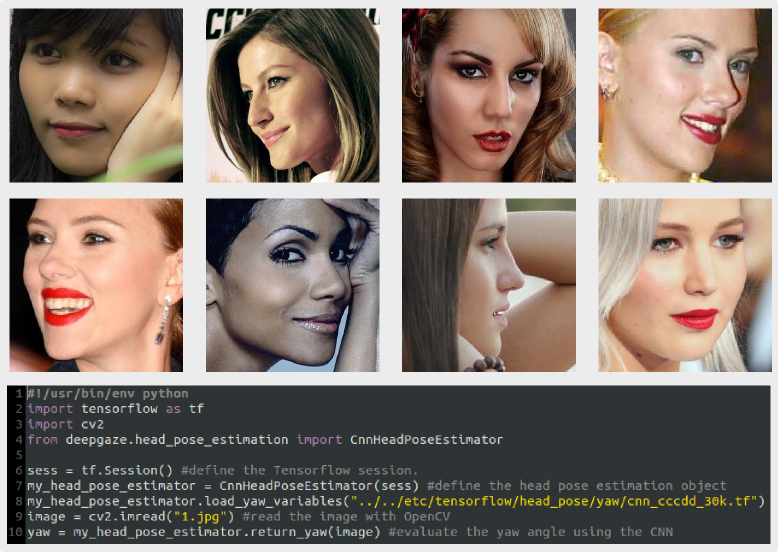 CCI
1 #!/usr/bin/env python
2 import tensorflow as tf
3 import cv2
4 from deepgaze.head_pose_estimation import CnnHeadPoseEstimator
5
6 sess = tf.Session() #define the Tensorflow session.
7 my_head_pose_estimator = CnnHeadPoseEstimator(sess) #define the head pose estimation object
8 my_head_pose_estimator.load_yaw_variables("../../etc/tensorflow/head_pose/yaw/cnn_cccdd_30k.tf")
9 image = cv2.imread("1.jpg") #read the image with OpenCV
10 yaw = my_head_pose_estimator.return_yaw(image) #evaluate the yaw angle using the CNN